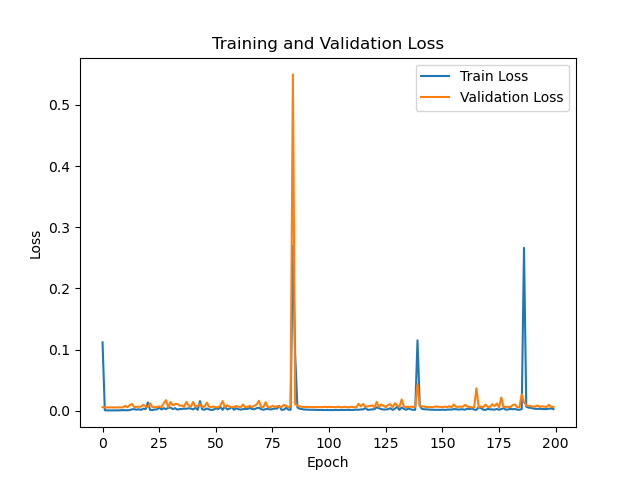 Training and Validation Loss
Train Loss
Validation Loss
0.5
0.4
0.3
0.2
0.1
0.0
Loss
0 25 50 75 100 125 150 175 200
Epoch